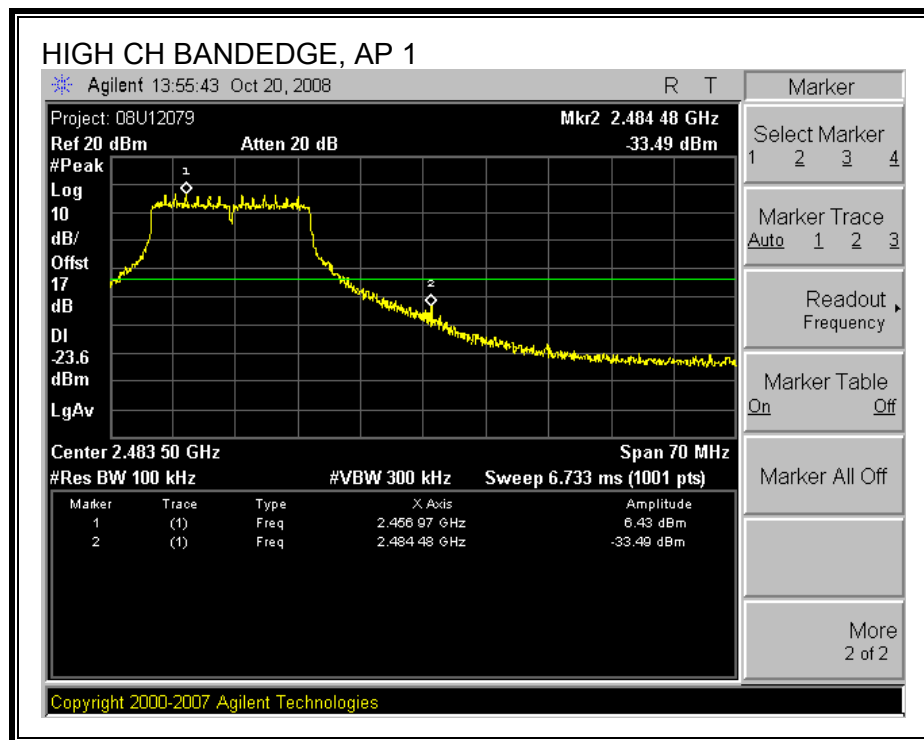 HIGH CH BANDEDGE, AP 1
Agilent 13:55:43 Oct 20, 2008 R T
Project: 08U12079 Mkr2 2.484 48 GHz
Ref 20 dBm Atten 20 dB -33.49 dBm
#Peak
Log
10
dB/
Offst
17
dB
DI
-23.6
dBm
LgAv
1
2
Center 2.483 50 GHz Span 70 MHz
#Res BW 100 kHz #VBW 300 kHz Sweep 6.733 ms (1001 pts)
Marker Trace Type X Axis Amplitude
1 (1) Freq 2.456 97 GHz 6.43 dBm
2 (1) Freq 2.484 48 GHz -33.49 dBm
Copyright 2000-2007 Agilent Technologies
Marker
Select Marker
1 2 3 4
Marker Trace
Auto 1 2 3
Readout
Frequency
Marker Table
On Off
Marker All Off
More
2 of 2